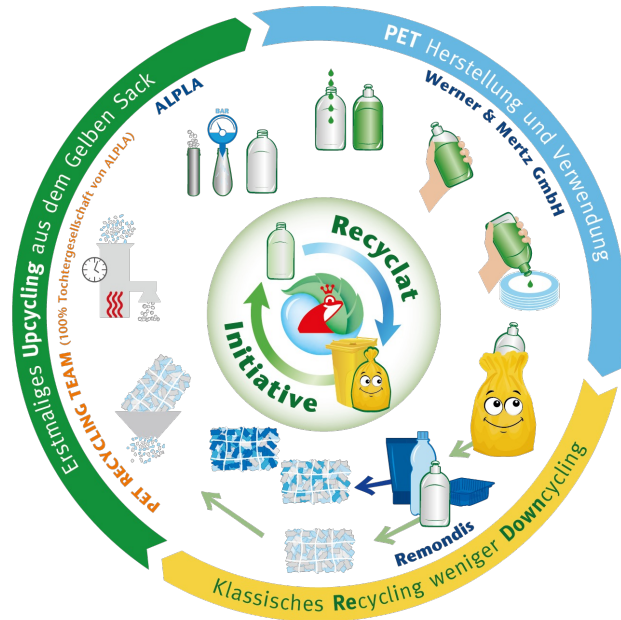 Erstmaliges Upcycling aus dem Gelben Sack
PET Herstellung und Verwendung
Klassisches Recycling weniger Downcycling
ALPLA
PET RECYCLING TEAM (100% Tochtergesellschaft von ALPLA)
Werner & Mertz GmbH
Remondis
BAR
Recyclat
Initiative